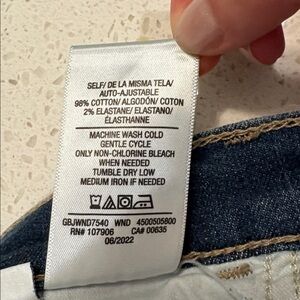 SELF/ DE LA MISMA TELA/
AUTO-AJUSTABLE
98% COTTON/ ALGODÓN/ COTON
2% ELASTANE/ ELASTANO/
ÉLASTHANNE
MACHINE WASH COLD
GENTLE CYCLE
ONLY NON-CHLORINE BLEACH
WHEN NEEDED
TUMBLE DRY LOW
MEDIUM IRON IF NEEDED
GBJWND7540 WND 4500505800
RN# 107906 CA# 00635
06/2022